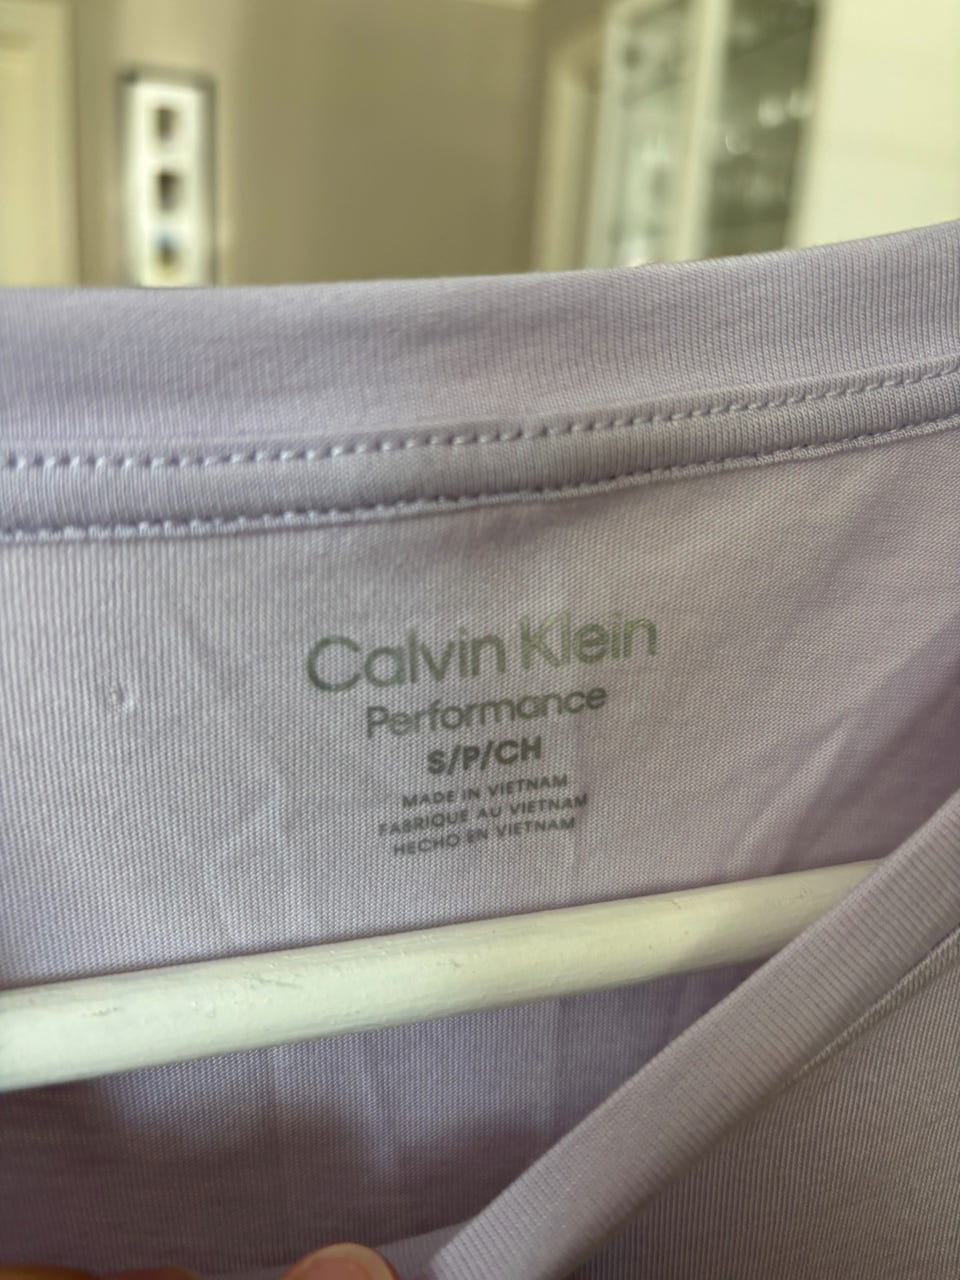 Calvin Klein
Performance
S/P/CH
MADE IN VIETNAM
FABRIQUE AU VIETNAM
HECHO EN VIETNAM